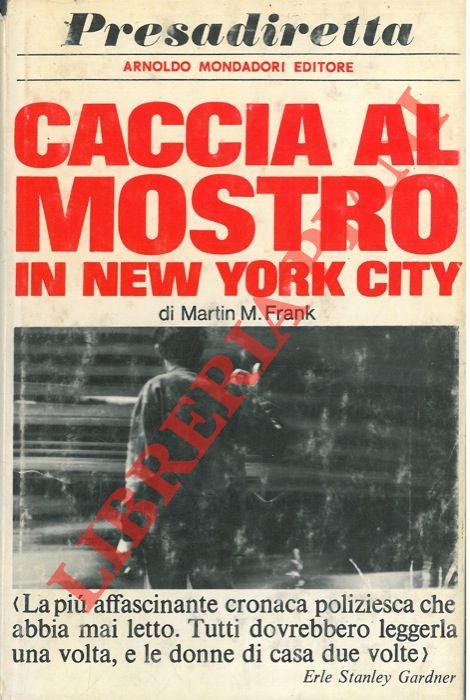 Presadiretta
ARNOLDO MONDADORI EDITORE
CACCIA AL
MOSTRO
IN NEW YORK CITY
di Martin M. Frank
LIBRERIA PIANI
‹La più affascinante cronaca poliziesca che
abbia mai letto. Tutti dovrebbero leggerla
una volta, e le donne di casa due volte›
Erle Stanley Gardner